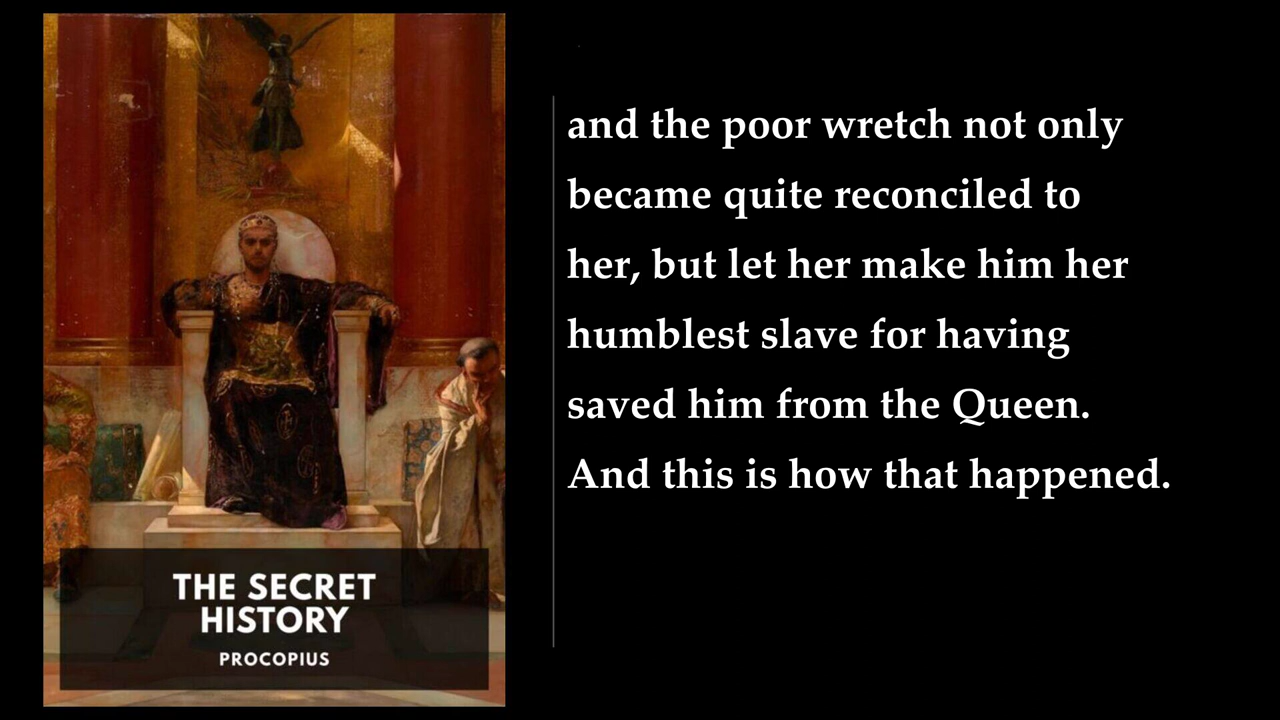 THE SECRET
HISTORY
PROCOPIUS
and the poor wretch not only
became quite reconciled to
her, but let her make him her
humblest slave for having
saved him from the Queen.
And this is how that happened.